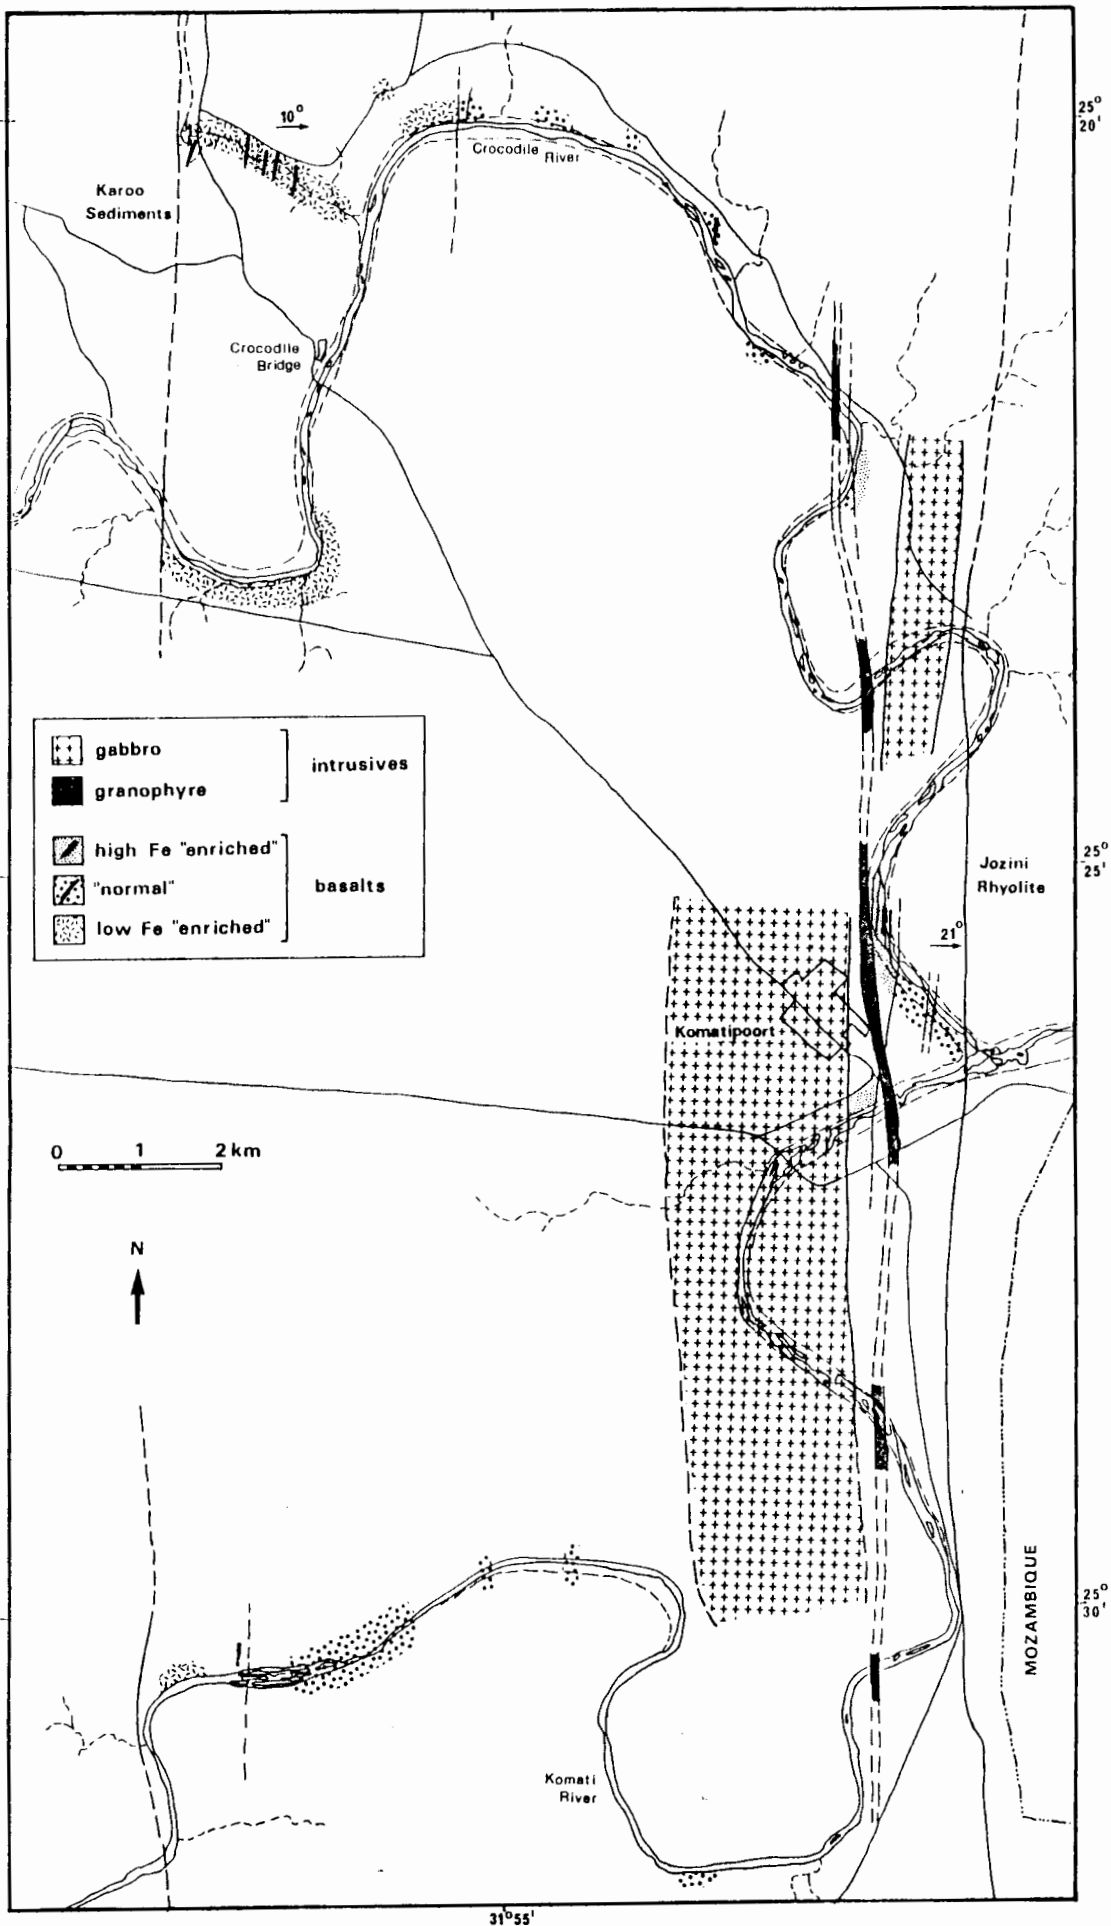 10°
25°
20'
Crocodile River
Karoo
Sediments
Crocodile
Bridge
gabbro
granophyre
intrusives
high Fe "enriched"
"normal"
low Fe "enriched"
basalts
25°
25'
Jozini
Rhyolite
21°
Komatipoort
0 1 2 km
N
25°
30'
MOZAMBIQUE
Komati
River
31°55'